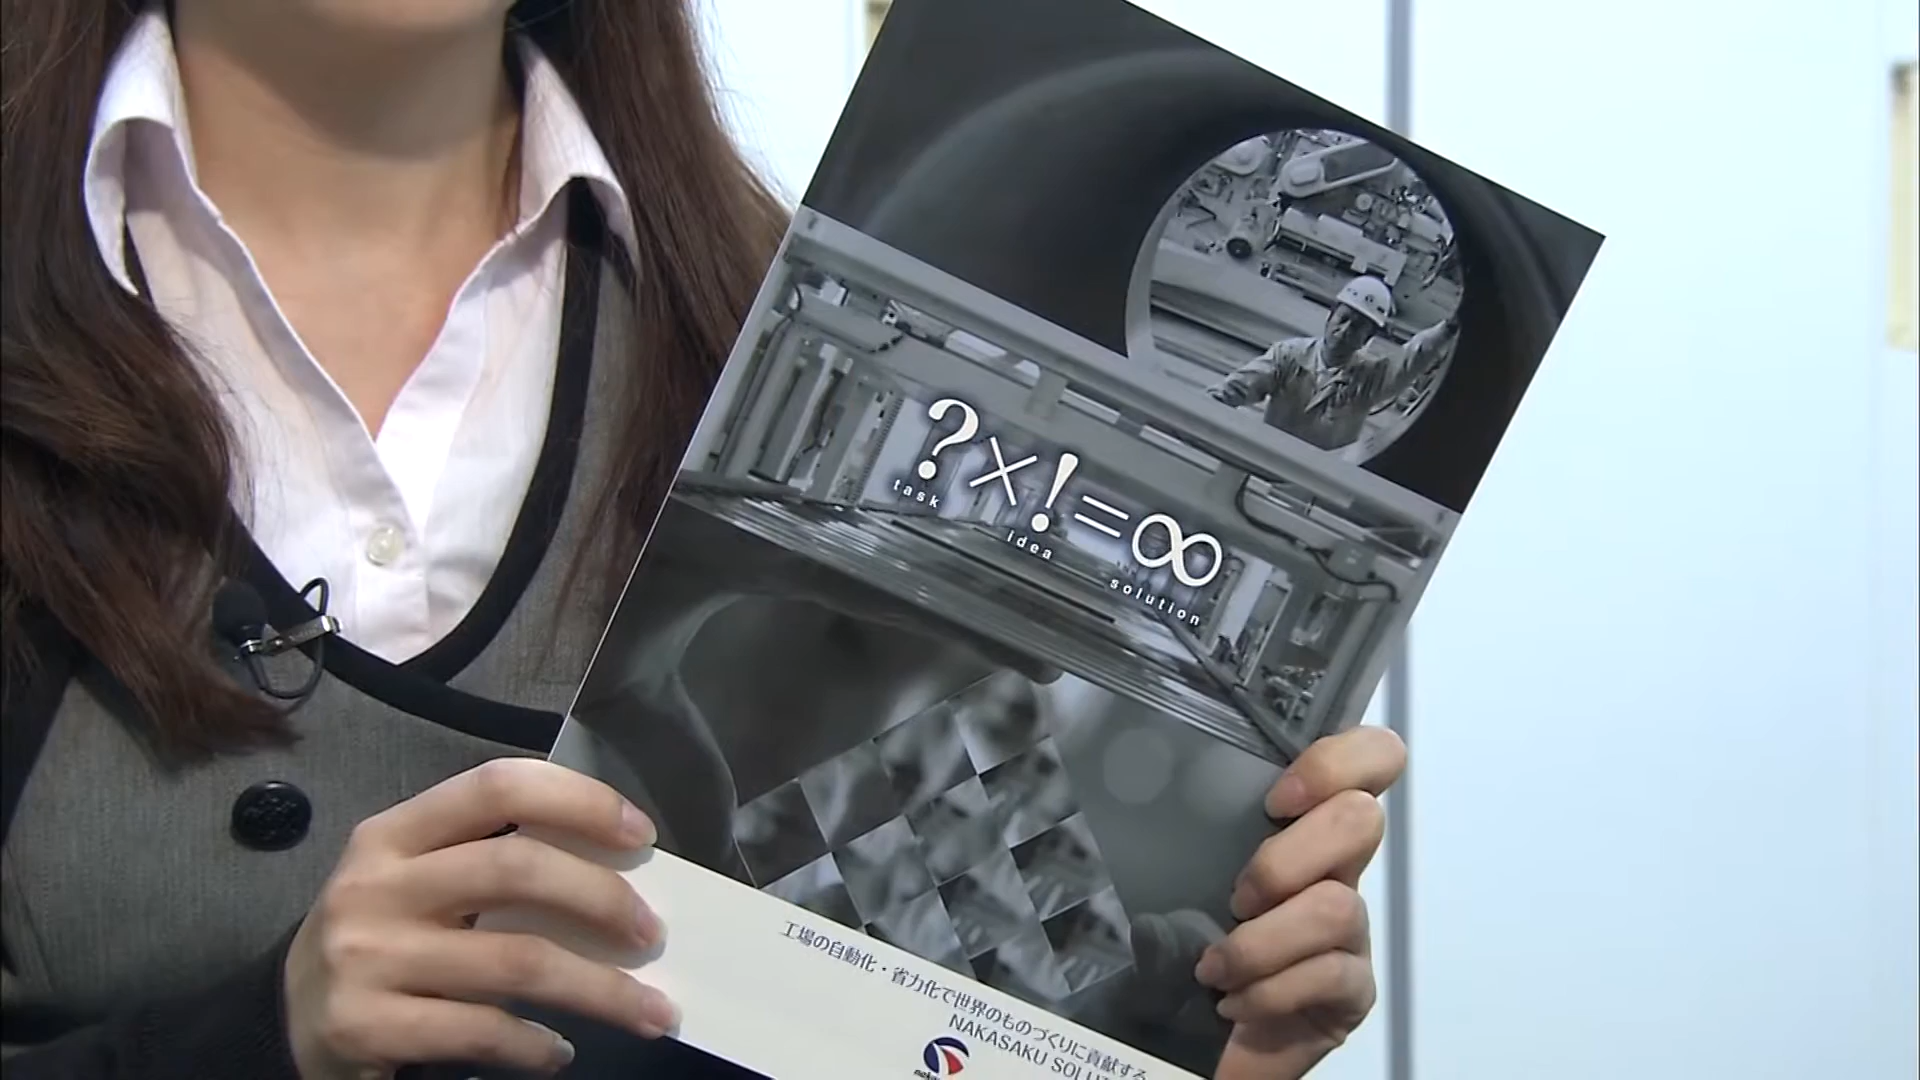 ?×!=∞
task
idea
solution
工場の自動化・省力化で世界のものづくりに貢献する
NAKASAKU